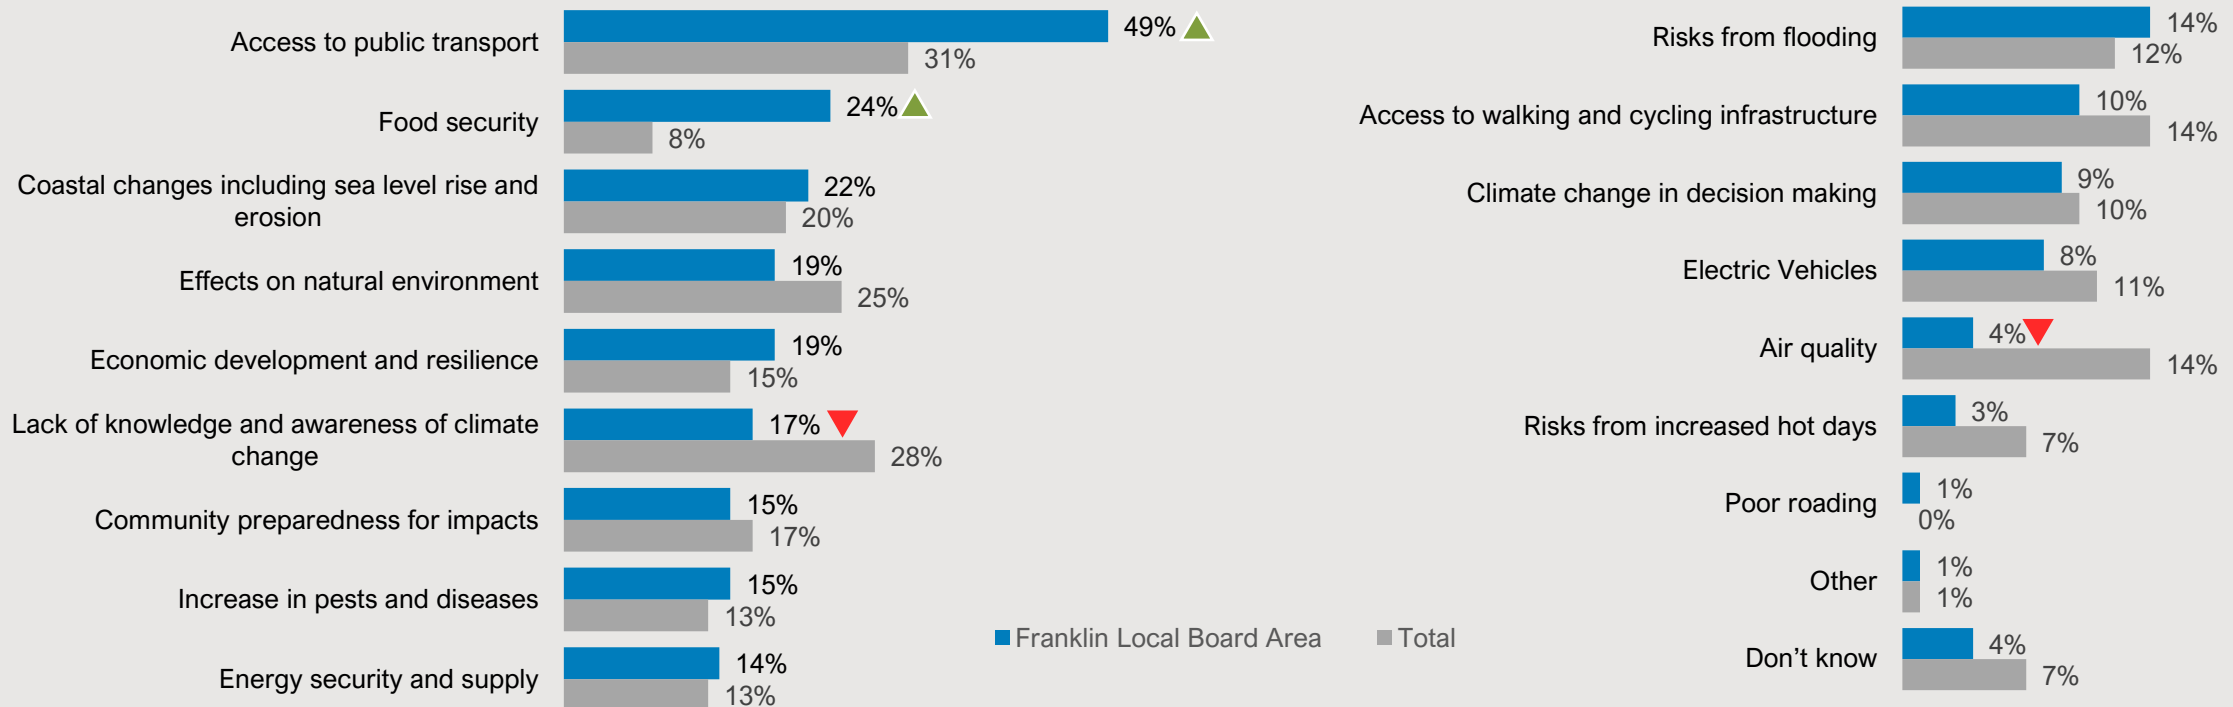 Access to public transport
49%
31%
Food security
24%
8%
Coastal changes including sea level rise and
erosion
22%
20%
Effects on natural environment
19%
25%
Economic development and resilience
19%
15%
Lack of knowledge and awareness of climate
change
17%
28%
Community preparedness for impacts
15%
17%
Increase in pests and diseases
15%
13%
Energy security and supply
14%
13%
Franklin Local Board Area
Total
Risks from flooding
14%
12%
Access to walking and cycling infrastructure
10%
14%
Climate change in decision making
9%
10%
Electric Vehicles
8%
11%
Air quality
4%
14%
Risks from increased hot days
3%
7%
Poor roading
1%
0%
Other
1%
1%
Don’t know
4%
7%